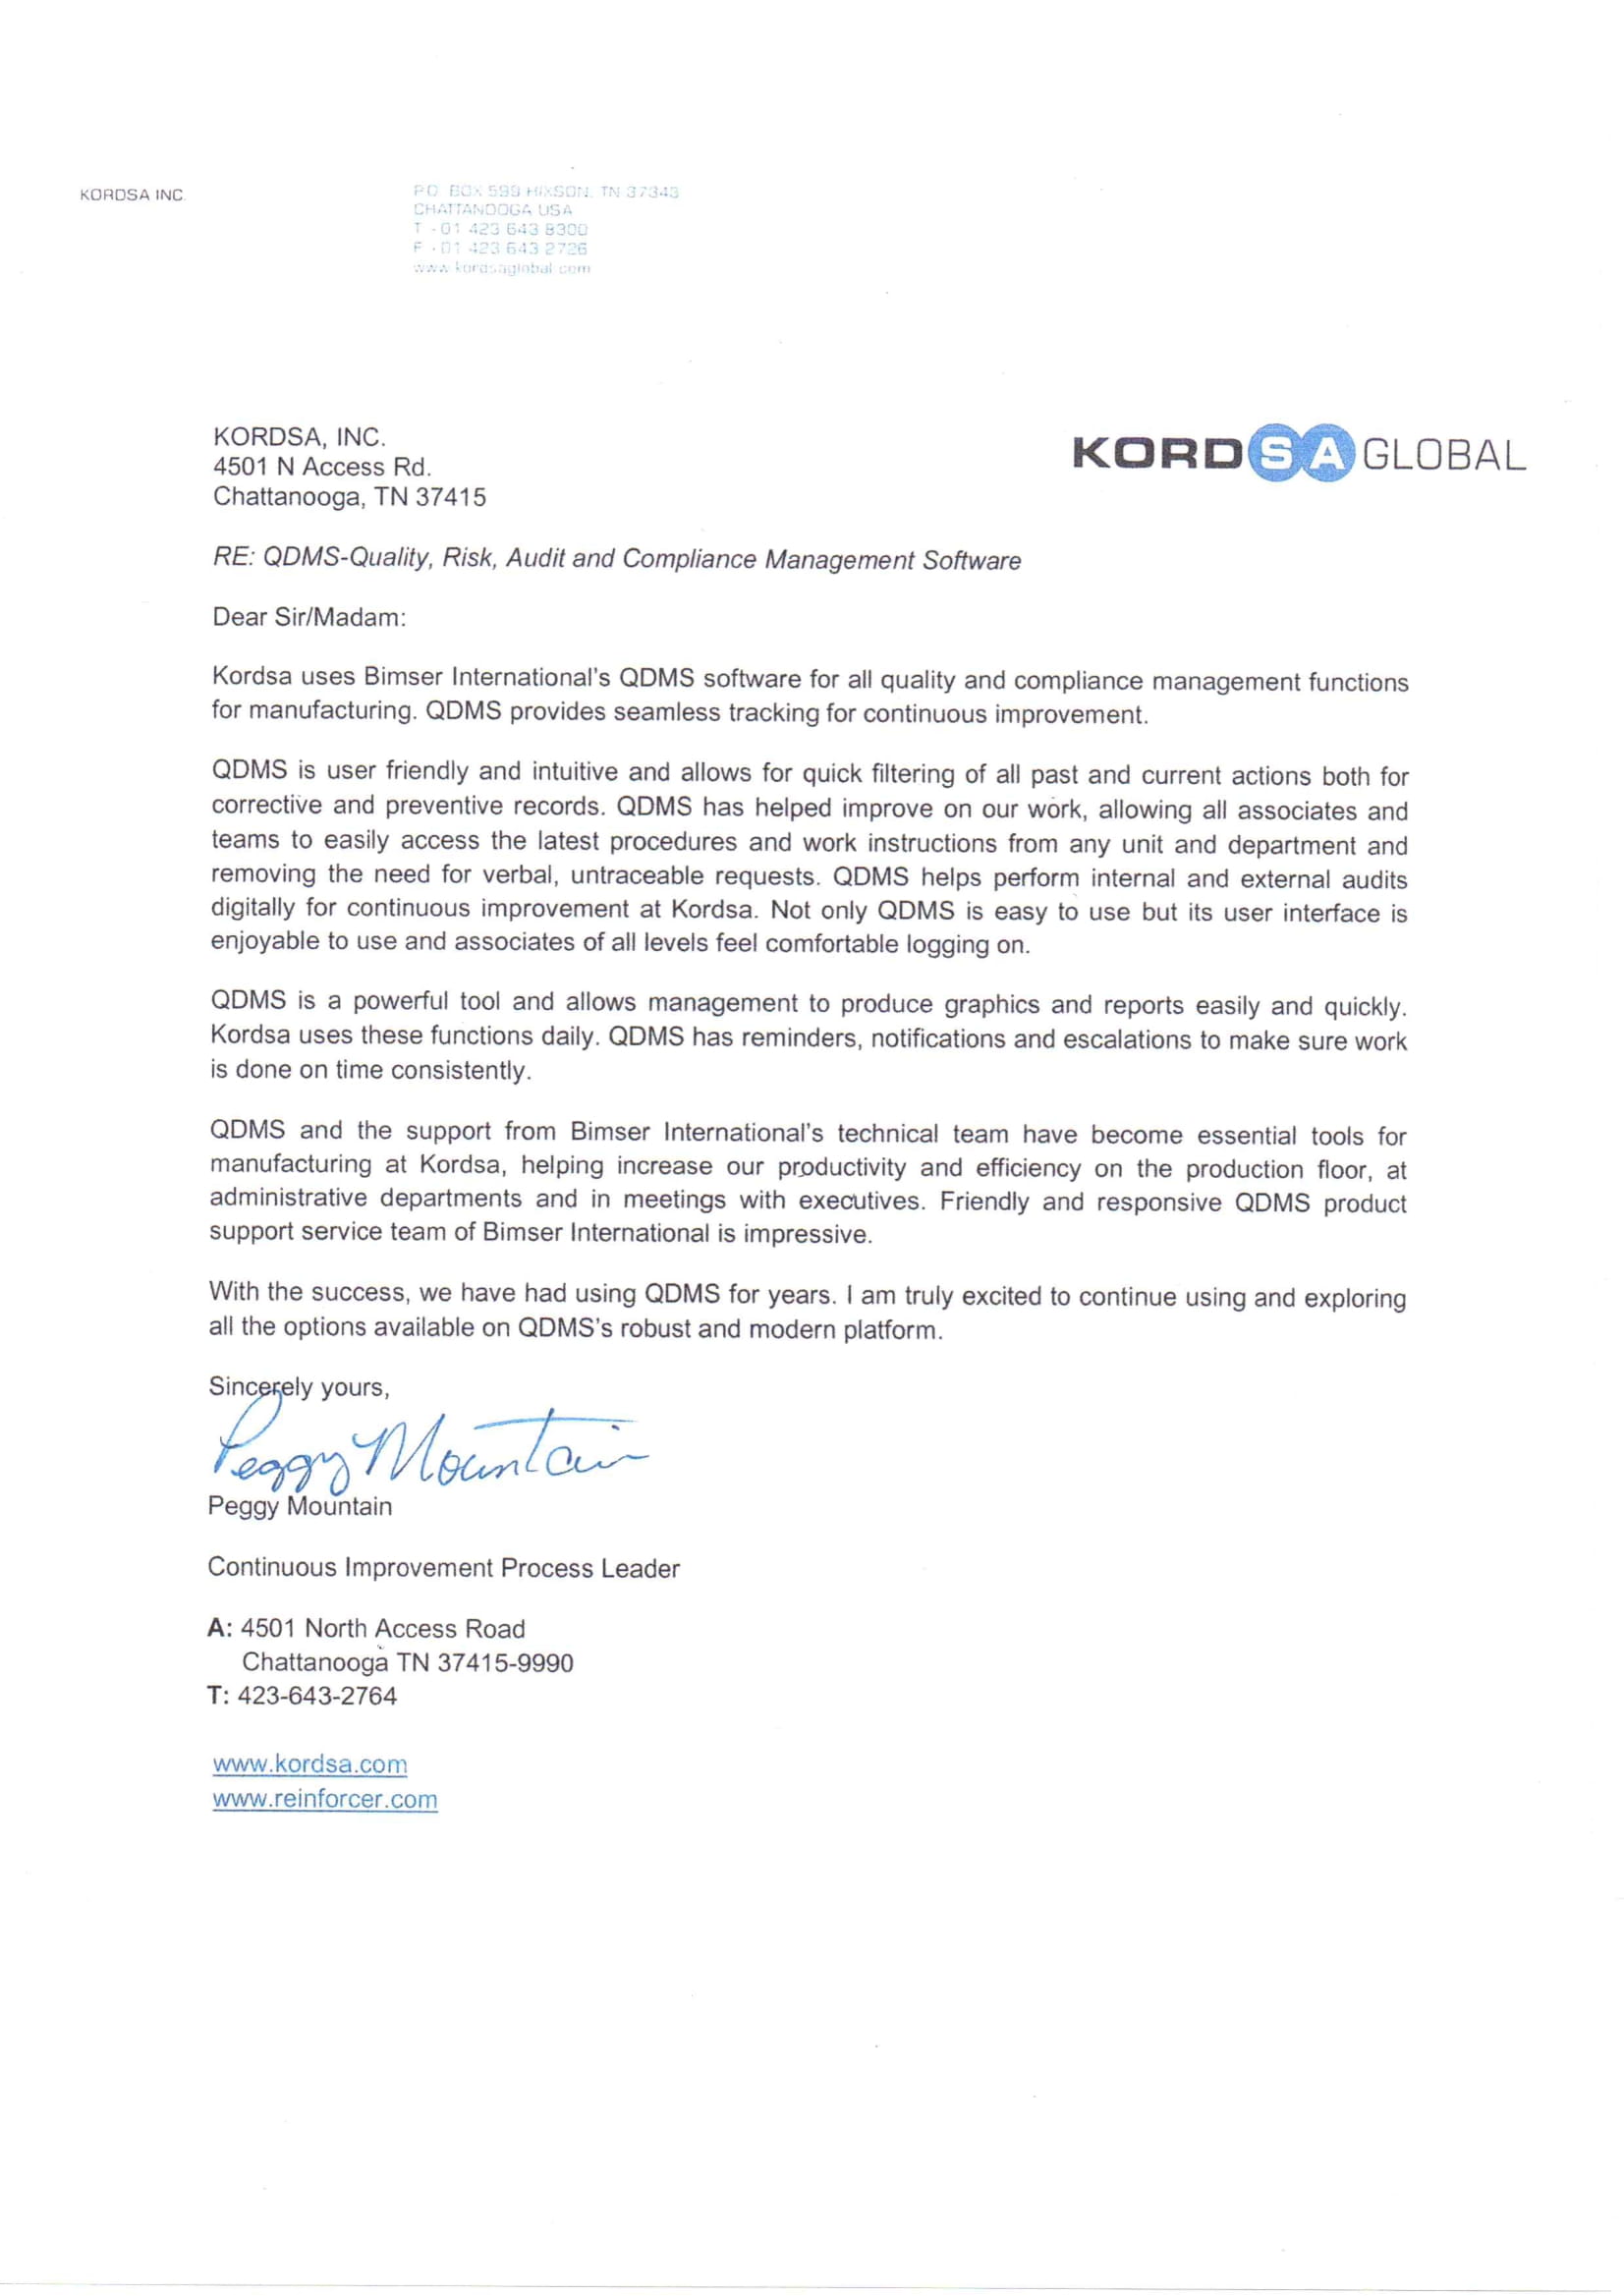 KORDSA INC.
P.O. BOX 599 HIXSON, TN 37343
CHATTANOOGA USA
T - 01 423 643 8300
F - 01 423 643 2726
www.kordsaglobal.com
KORDSA, INC.
4501 N Access Rd.
Chattanooga, TN 37415
KORDSA GLOBAL
RE: QDMS-Quality, Risk, Audit and Compliance Management Software
Dear Sir/Madam:
Kordsa uses Bimser International's QDMS software for all quality and compliance management functions
for manufacturing. QDMS provides seamless tracking for continuous improvement.
QDMS is user friendly and intuitive and allows for quick filtering of all past and current actions both for
corrective and preventive records. QDMS has helped improve on our work, allowing all associates and
teams to easily access the latest procedures and work instructions from any unit and department and
removing the need for verbal, untraceable requests. QDMS helps perform internal and external audits
digitally for continuous improvement at Kordsa. Not only QDMS is easy to use but its user interface is
enjoyable to use and associates of all levels feel comfortable logging on.
QDMS is a powerful tool and allows management to produce graphics and reports easily and quickly.
Kordsa uses these functions daily. QDMS has reminders, notifications and escalations to make sure work
is done on time consistently.
QDMS and the support from Bimser International's technical team have become essential tools for
manufacturing at Kordsa, helping increase our productivity and efficiency on the production floor, at
administrative departments and in meetings with executives. Friendly and responsive QDMS product
support service team of Bimser International is impressive.
With the success, we have had using QDMS for years. I am truly excited to continue using and exploring
all the options available on QDMS's robust and modern platform.
Sincerely yours,
Peggy Mountain
Peggy Mountain
Continuous Improvement Process Leader
A: 4501 North Access Road
Chattanooga TN 37415-9990
T: 423-643-2764
www.kordsa.com
www.reinforcer.com